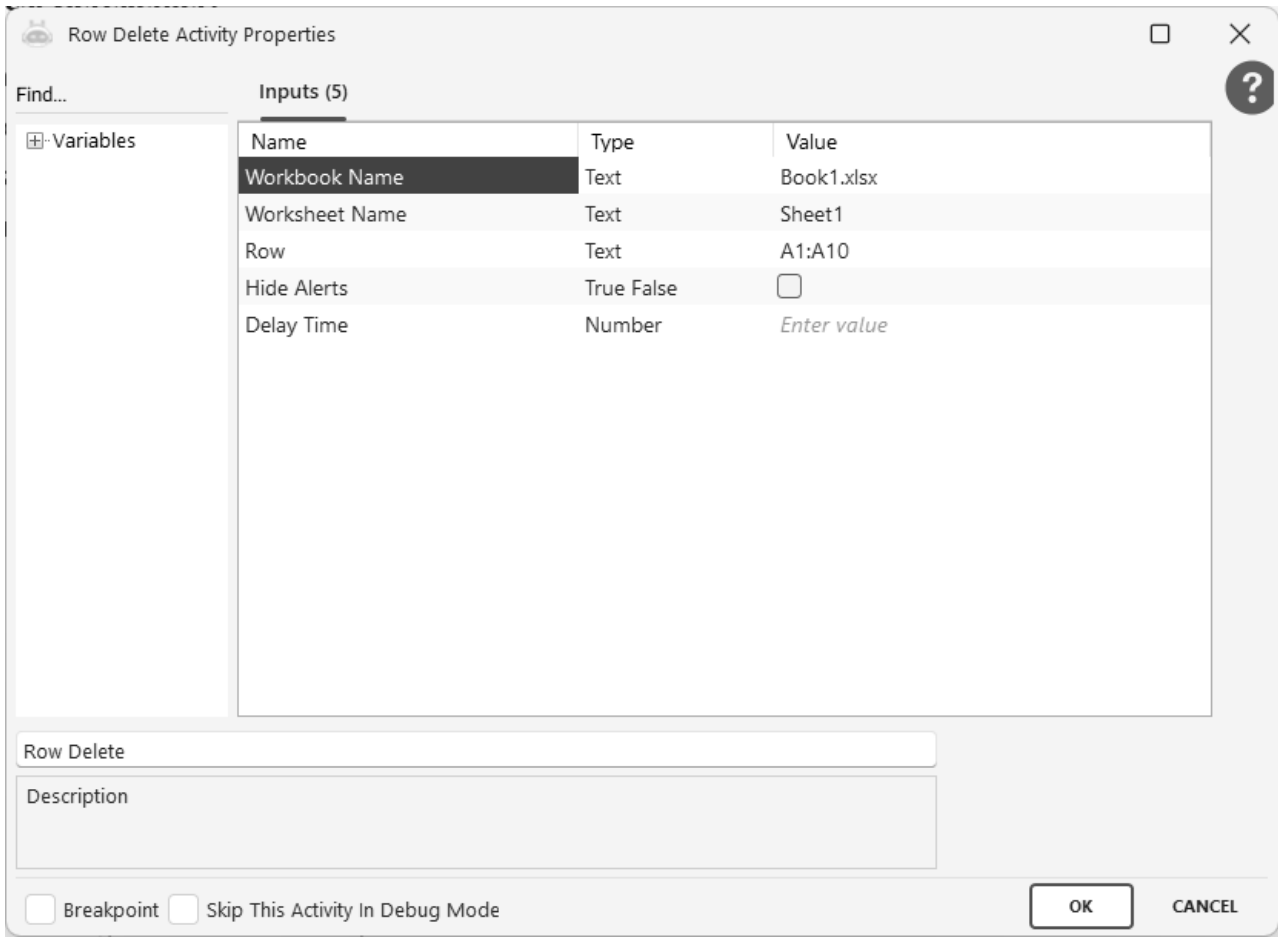 Row Delete Activity Properties
Find...
Inputs (5)
?
Variables
Name Type Value
Workbook Name Text Book1.xlsx
Worksheet Name Text Sheet1
Row Text A1:A10
Hide Alerts True False
Delay Time Number Enter value
Row Delete
Description
Breakpoint Skip This Activity In Debug Mode OK CANCEL